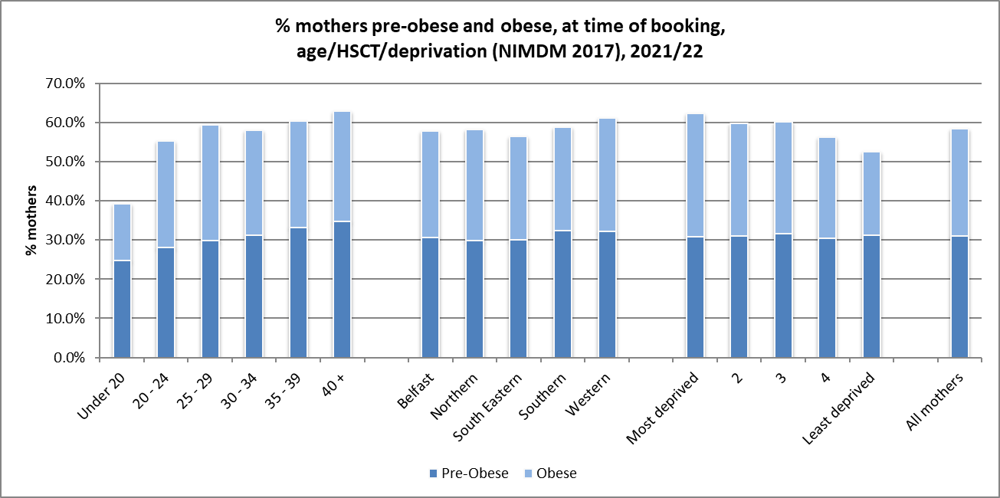 % mothers pre-obese and obese, at time of booking,
age/HSCT/deprivation (NIMDM 2017), 2021/22
% mothers
70.0%
60.0%
50.0%
40.0%
30.0%
20.0%
10.0%
0.0%
Under 20
20 - 24
25 - 29
30 - 34
35 - 39
40 +
Belfast
Northern
South Eastern
Southern
Western
Most deprived
2
3
4
Least deprived
All mothers
Pre-Obese
Obese